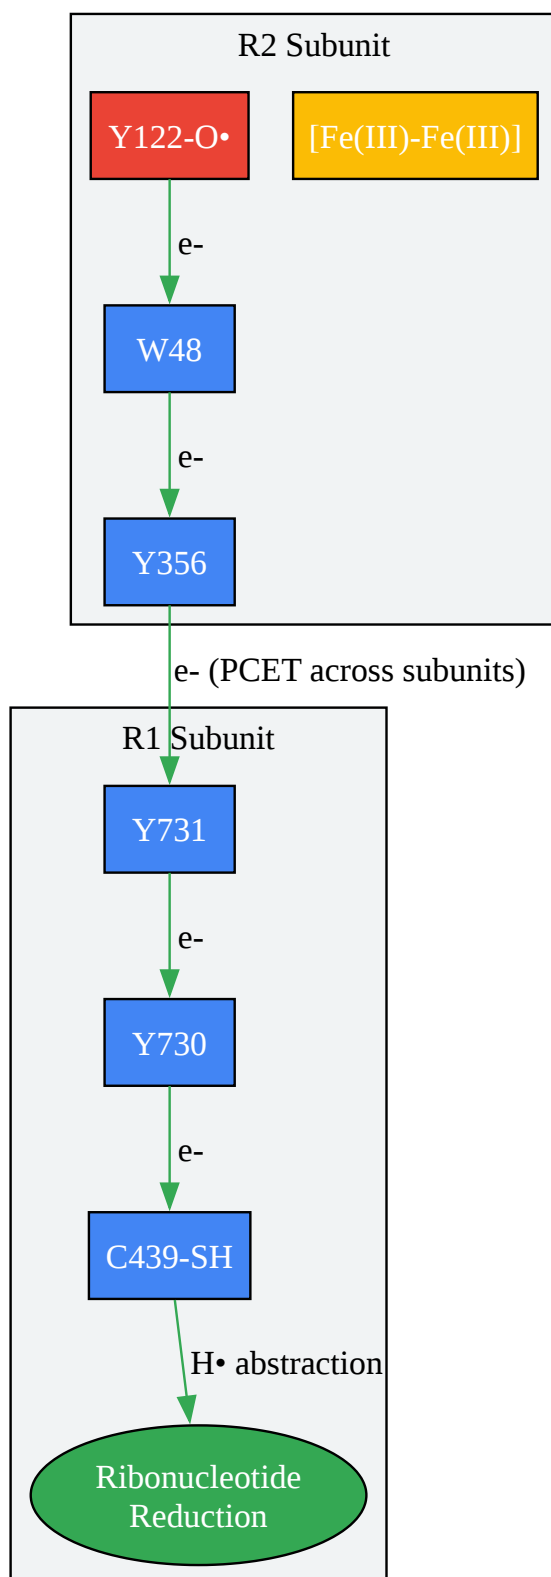 R2 Subunit
Y122-O•
[Fe(III)-Fe(III)]
e-
W48
e-
Y356
e- (PCET across subunits)
R1 Subunit
Y731
e-
Y730
e-
C439-SH
H• abstraction
Ribonucleotide
Reduction